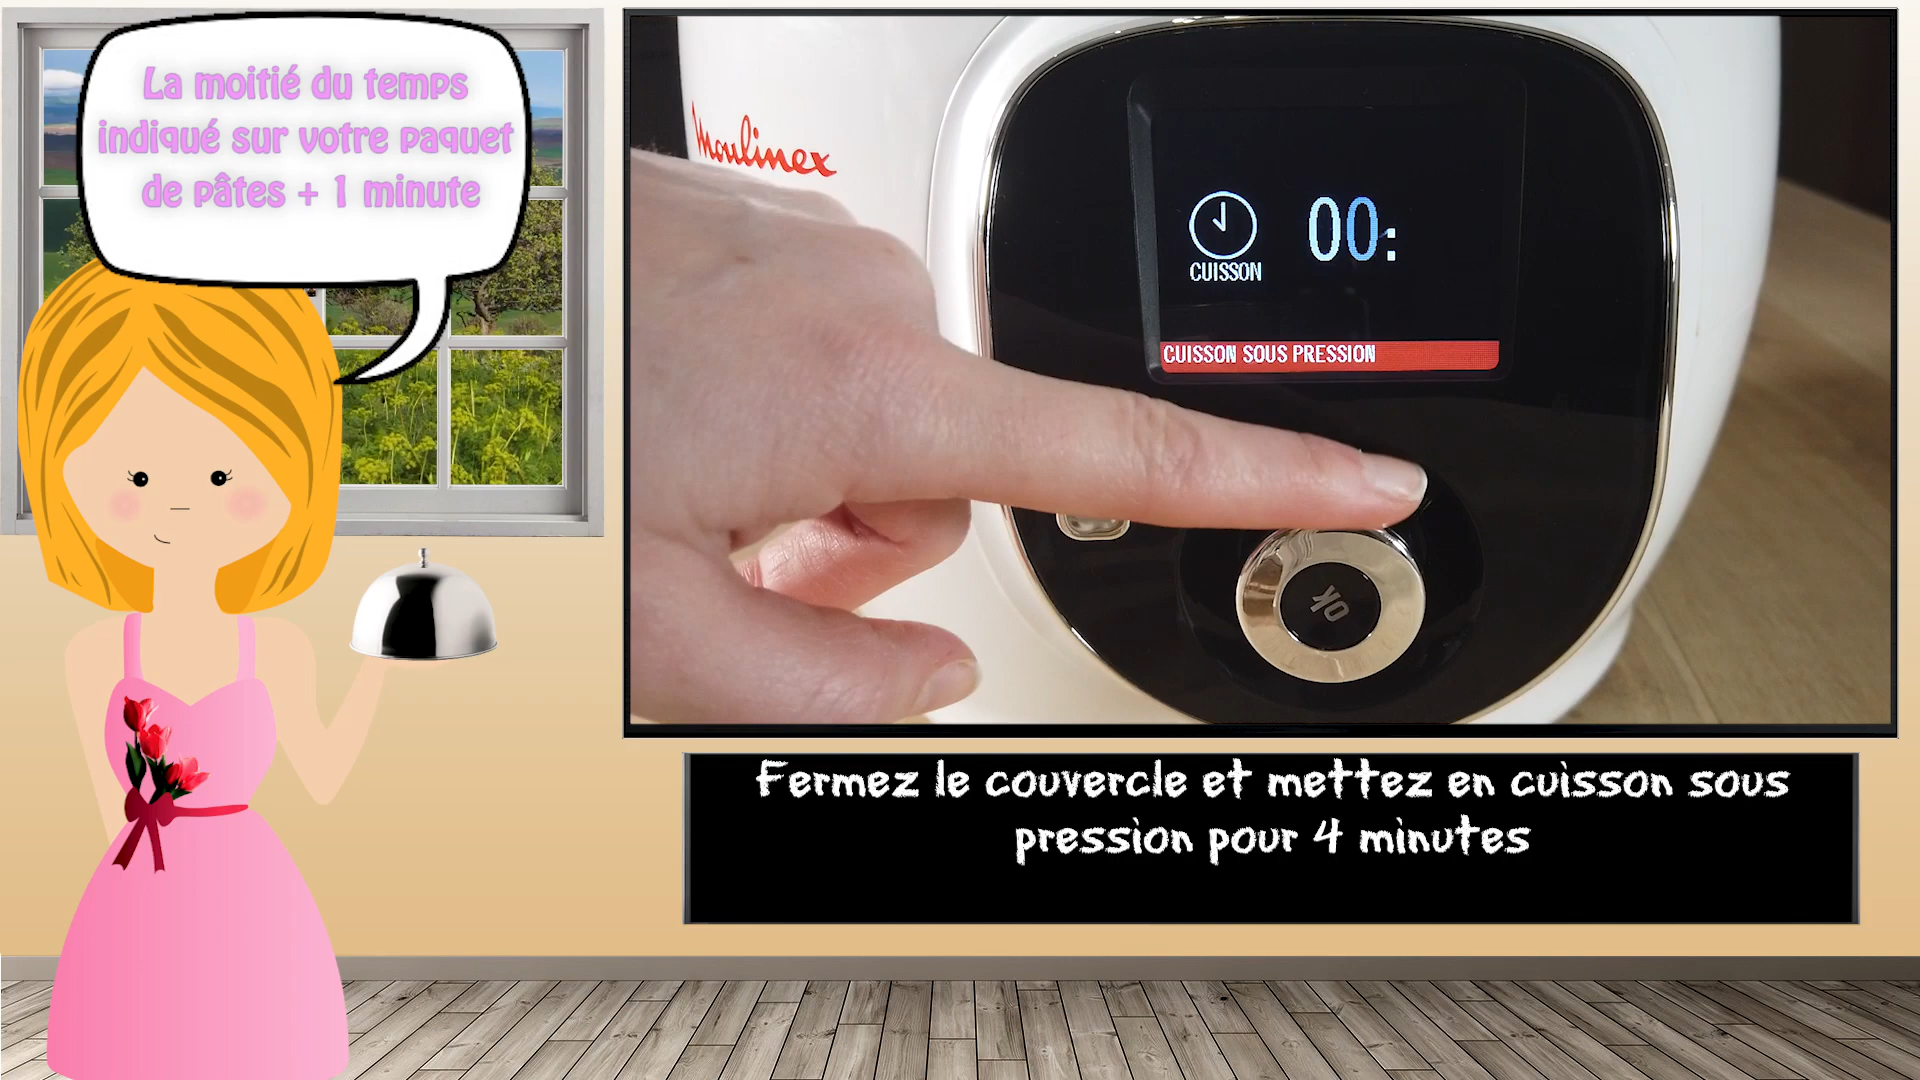 La moitié du temps
indiqué sur votre paquet
de pâtes + 1 minute
Moulinex
00:
CUISSON
CUISSON SOUS PRESSION
OK
Fermez le couvercle et mettez en cuisson sous
pression pour 4 minutes